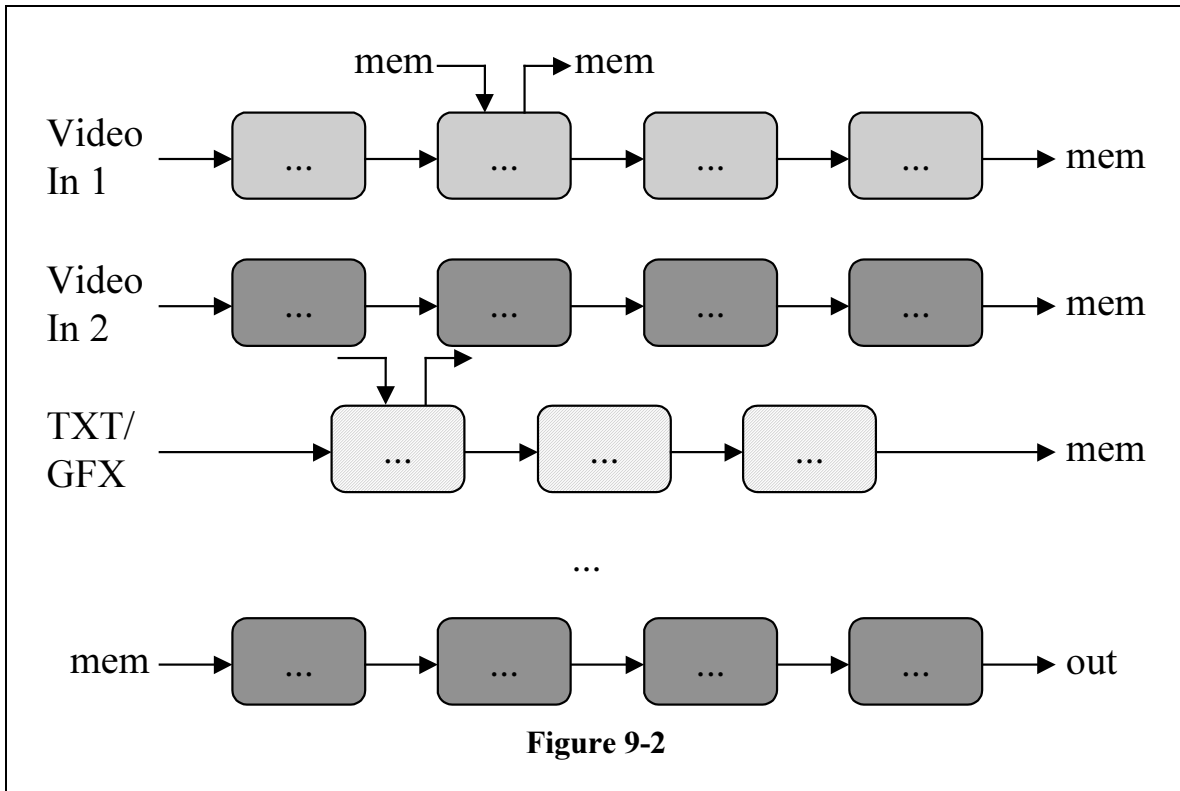 mem mem
Video
In 1
... ... ... ...
mem
Video
In 2
... ... ... ...
mem
TXT/
GFX
... ... ...
mem
...
mem ... ... ... ... out
Figure 9-2